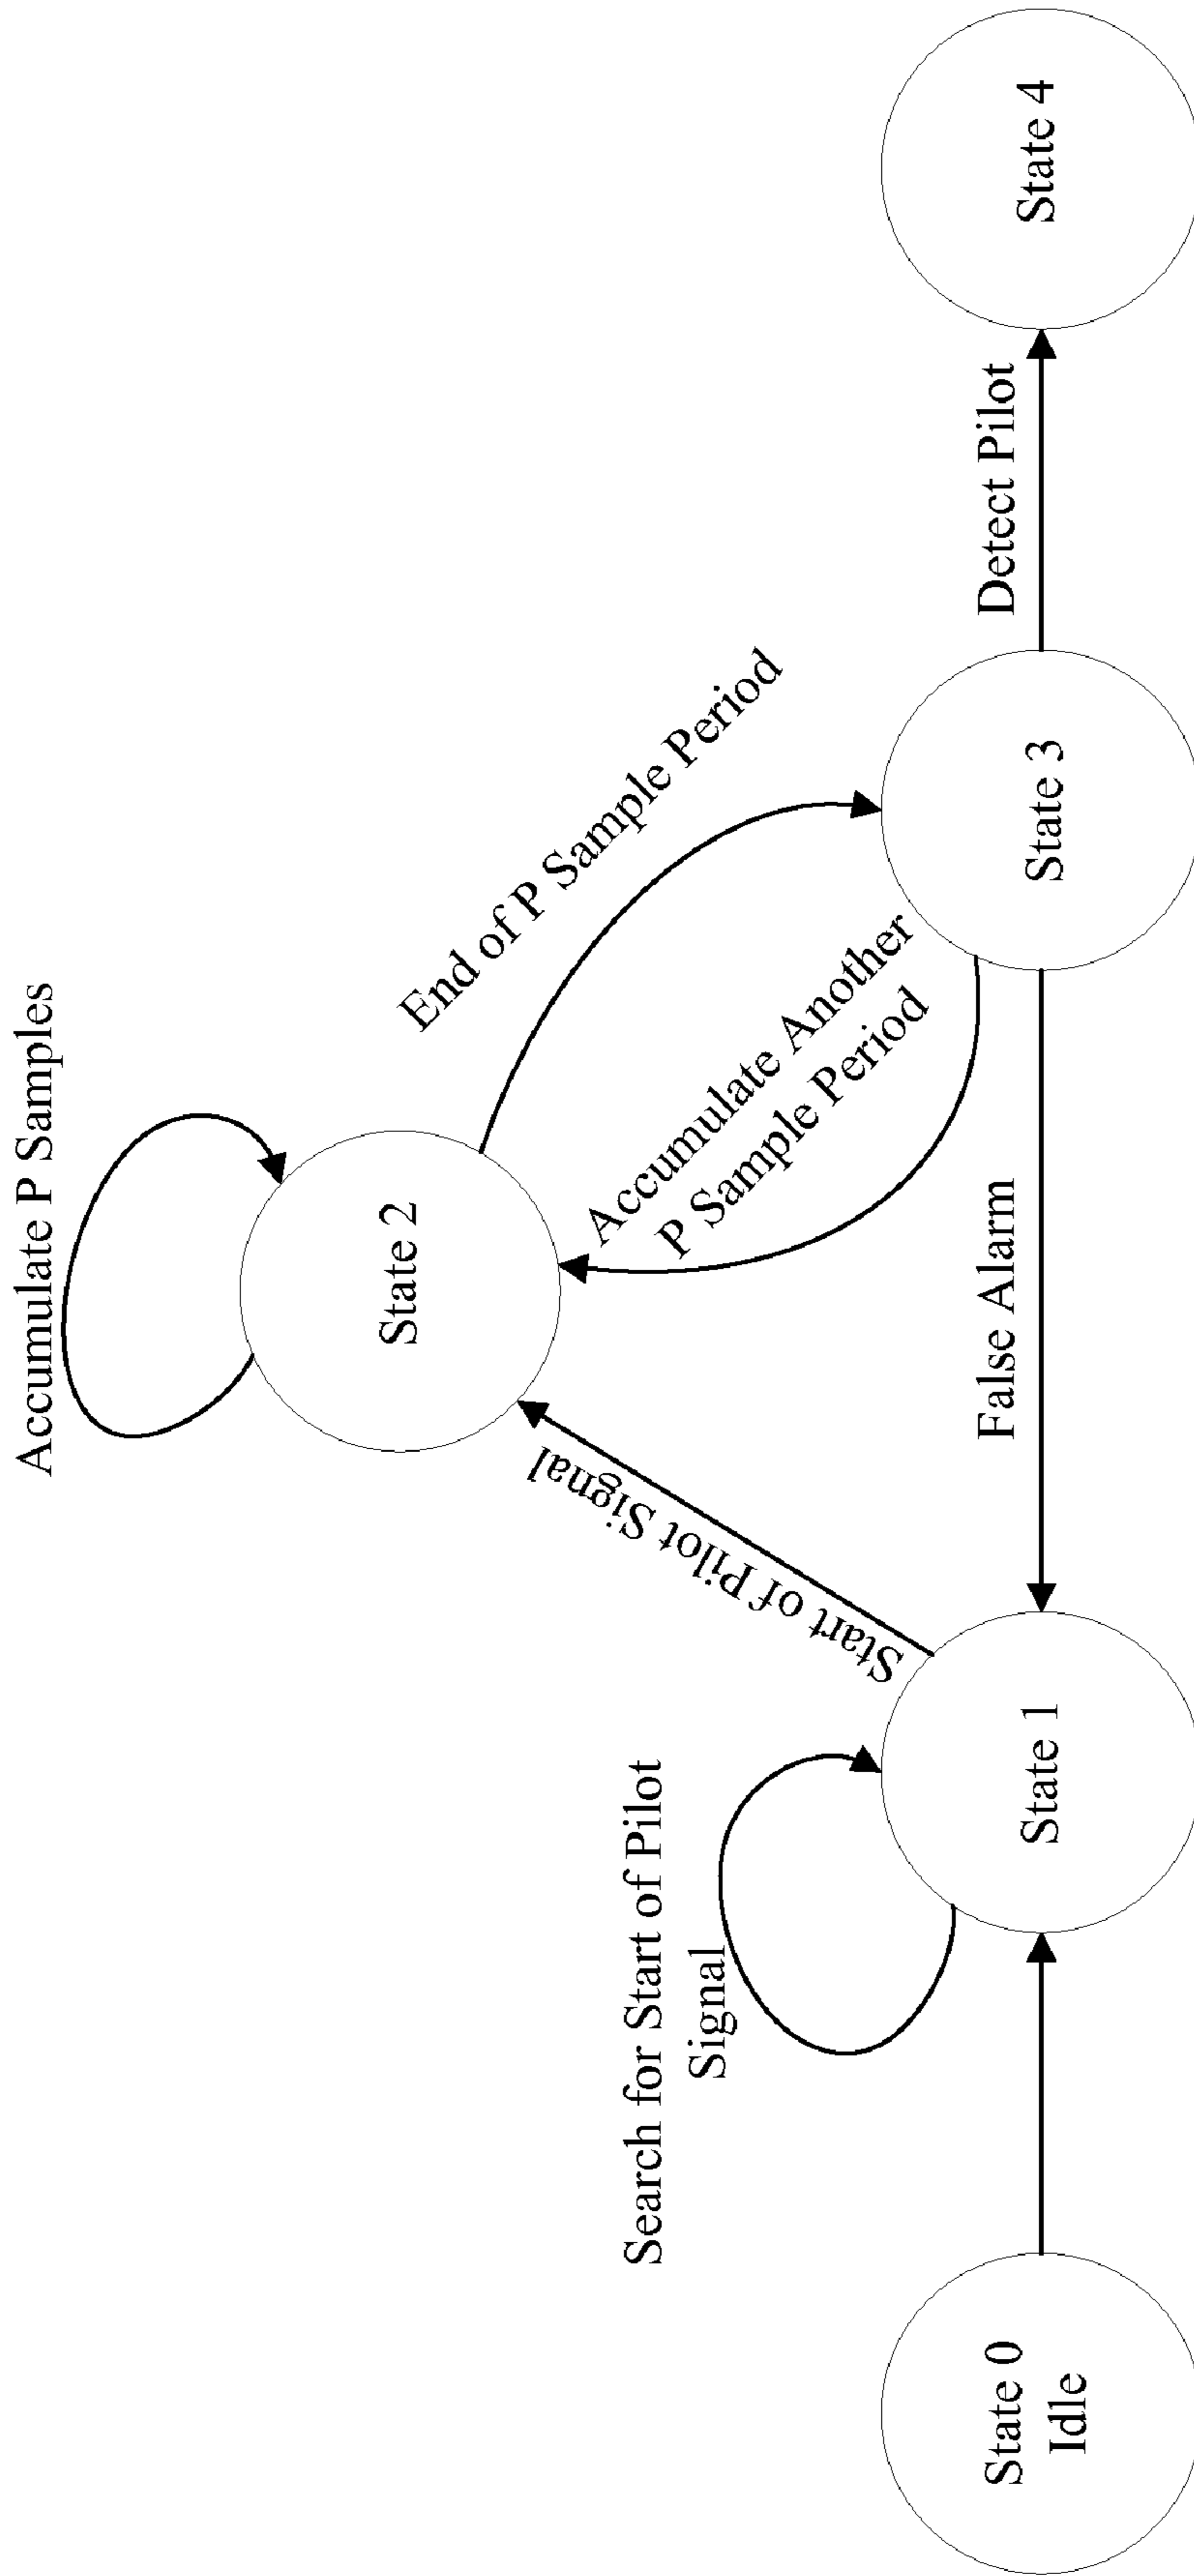 Accumulate P Samples
State 2
End of P Sample Period
Search for Start of Pilot
Signal
Start of Pilot Signal
Accumulate Another
P Sample Period
State 0
Idle
State 1
False Alarm
State 3
Detect Pilot
State 4